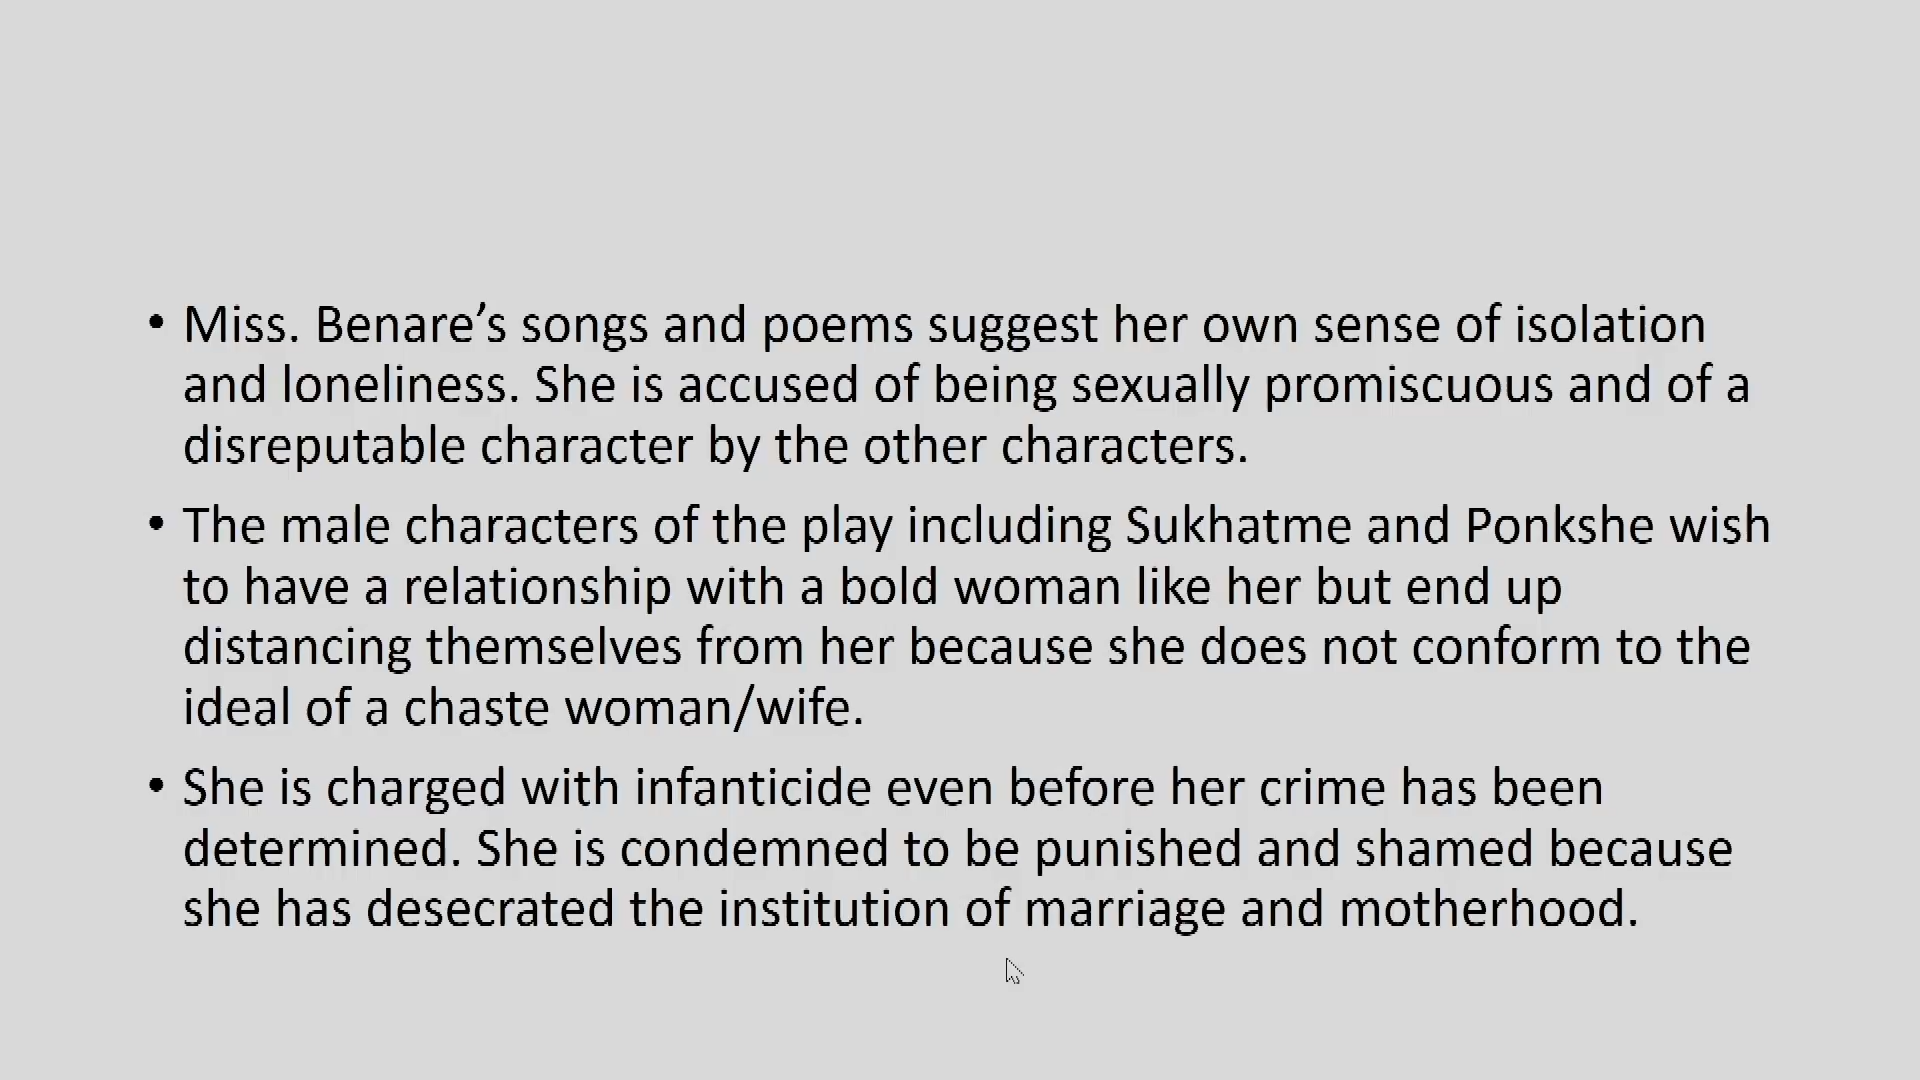 • Miss. Benare’s songs and poems suggest her own sense of isolation
and loneliness. She is accused of being sexually promiscuous and of a
disreputable character by the other characters.
• The male characters of the play including Sukhatme and Ponkshe wish
to have a relationship with a bold woman like her but end up
distancing themselves from her because she does not conform to the
ideal of a chaste woman/wife.
• She is charged with infanticide even before her crime has been
determined. She is condemned to be punished and shamed because
she has desecrated the institution of marriage and motherhood.